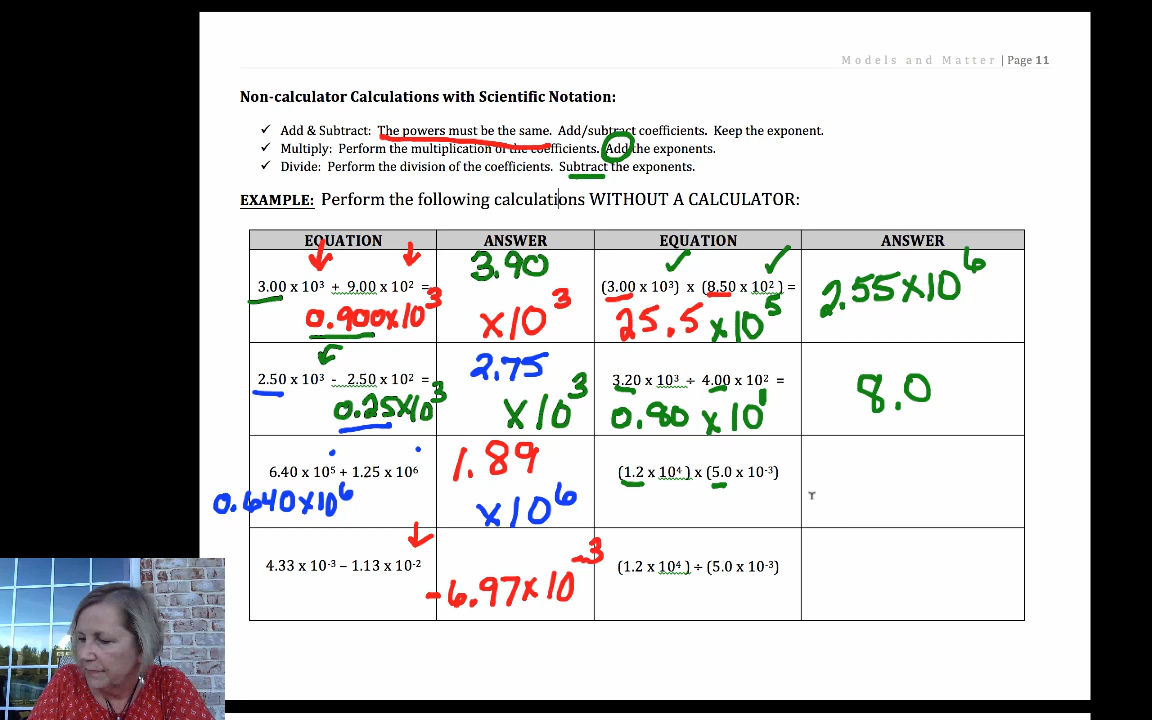 Models and Matter | Page 11
Non-calculator Calculations with Scientific Notation:
✓ Add & Subtract: The powers must be the same. Add/subtract coefficients. Keep the exponent.
✓ Multiply: Perform the multiplication of the coefficients. Add the exponents.
✓ Divide: Perform the division of the coefficients. Subtract the exponents.
EXAMPLE: Perform the following calculations WITHOUT A CALCULATOR:
EQUATION ANSWER EQUATION ANSWER
3.00 x 10³ + 9.00 x 10² =
0.900x10³
3.90
x10³
(3.00 x 10³) x (8.50 x 10²) =
25.5 x10⁵
2.55x10⁶
2.50 x 10³ - 2.50 x 10² =
0.25x10³
2.75
x10³
3.20 x 10³ ÷ 4.00 x 10² =
0.80 x10¹
8.0
6.40 x 10⁵ + 1.25 x 10⁶
0.640x10⁶
1.89
x10⁶
(1.2 x 10⁴) x (5.0 x 10⁻³)
4.33 x 10⁻³ – 1.13 x 10⁻²
-6.97x10⁻³
(1.2 x 10⁴) ÷ (5.0 x 10⁻³)